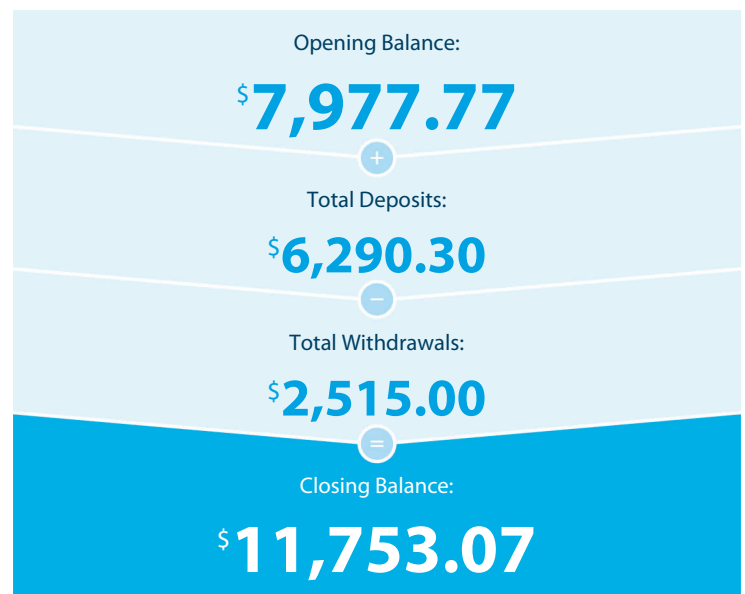 Opening Balance:
$7,977.77
+
Total Deposits:
$6,290.30
−
Total Withdrawals:
$2,515.00
=
Closing Balance:
$11,753.07